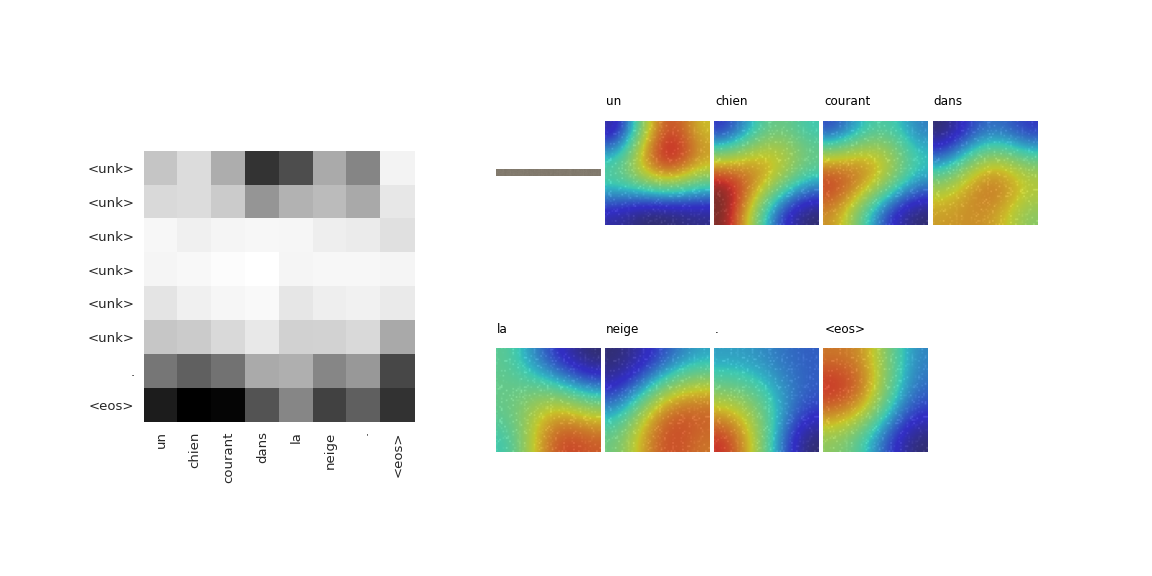 un chien courant dans
<unk>
<unk>
<unk>
<unk>
<unk>
<unk>
.
<eos>
un chien courant dans la neige . <eos>
la neige . <eos>